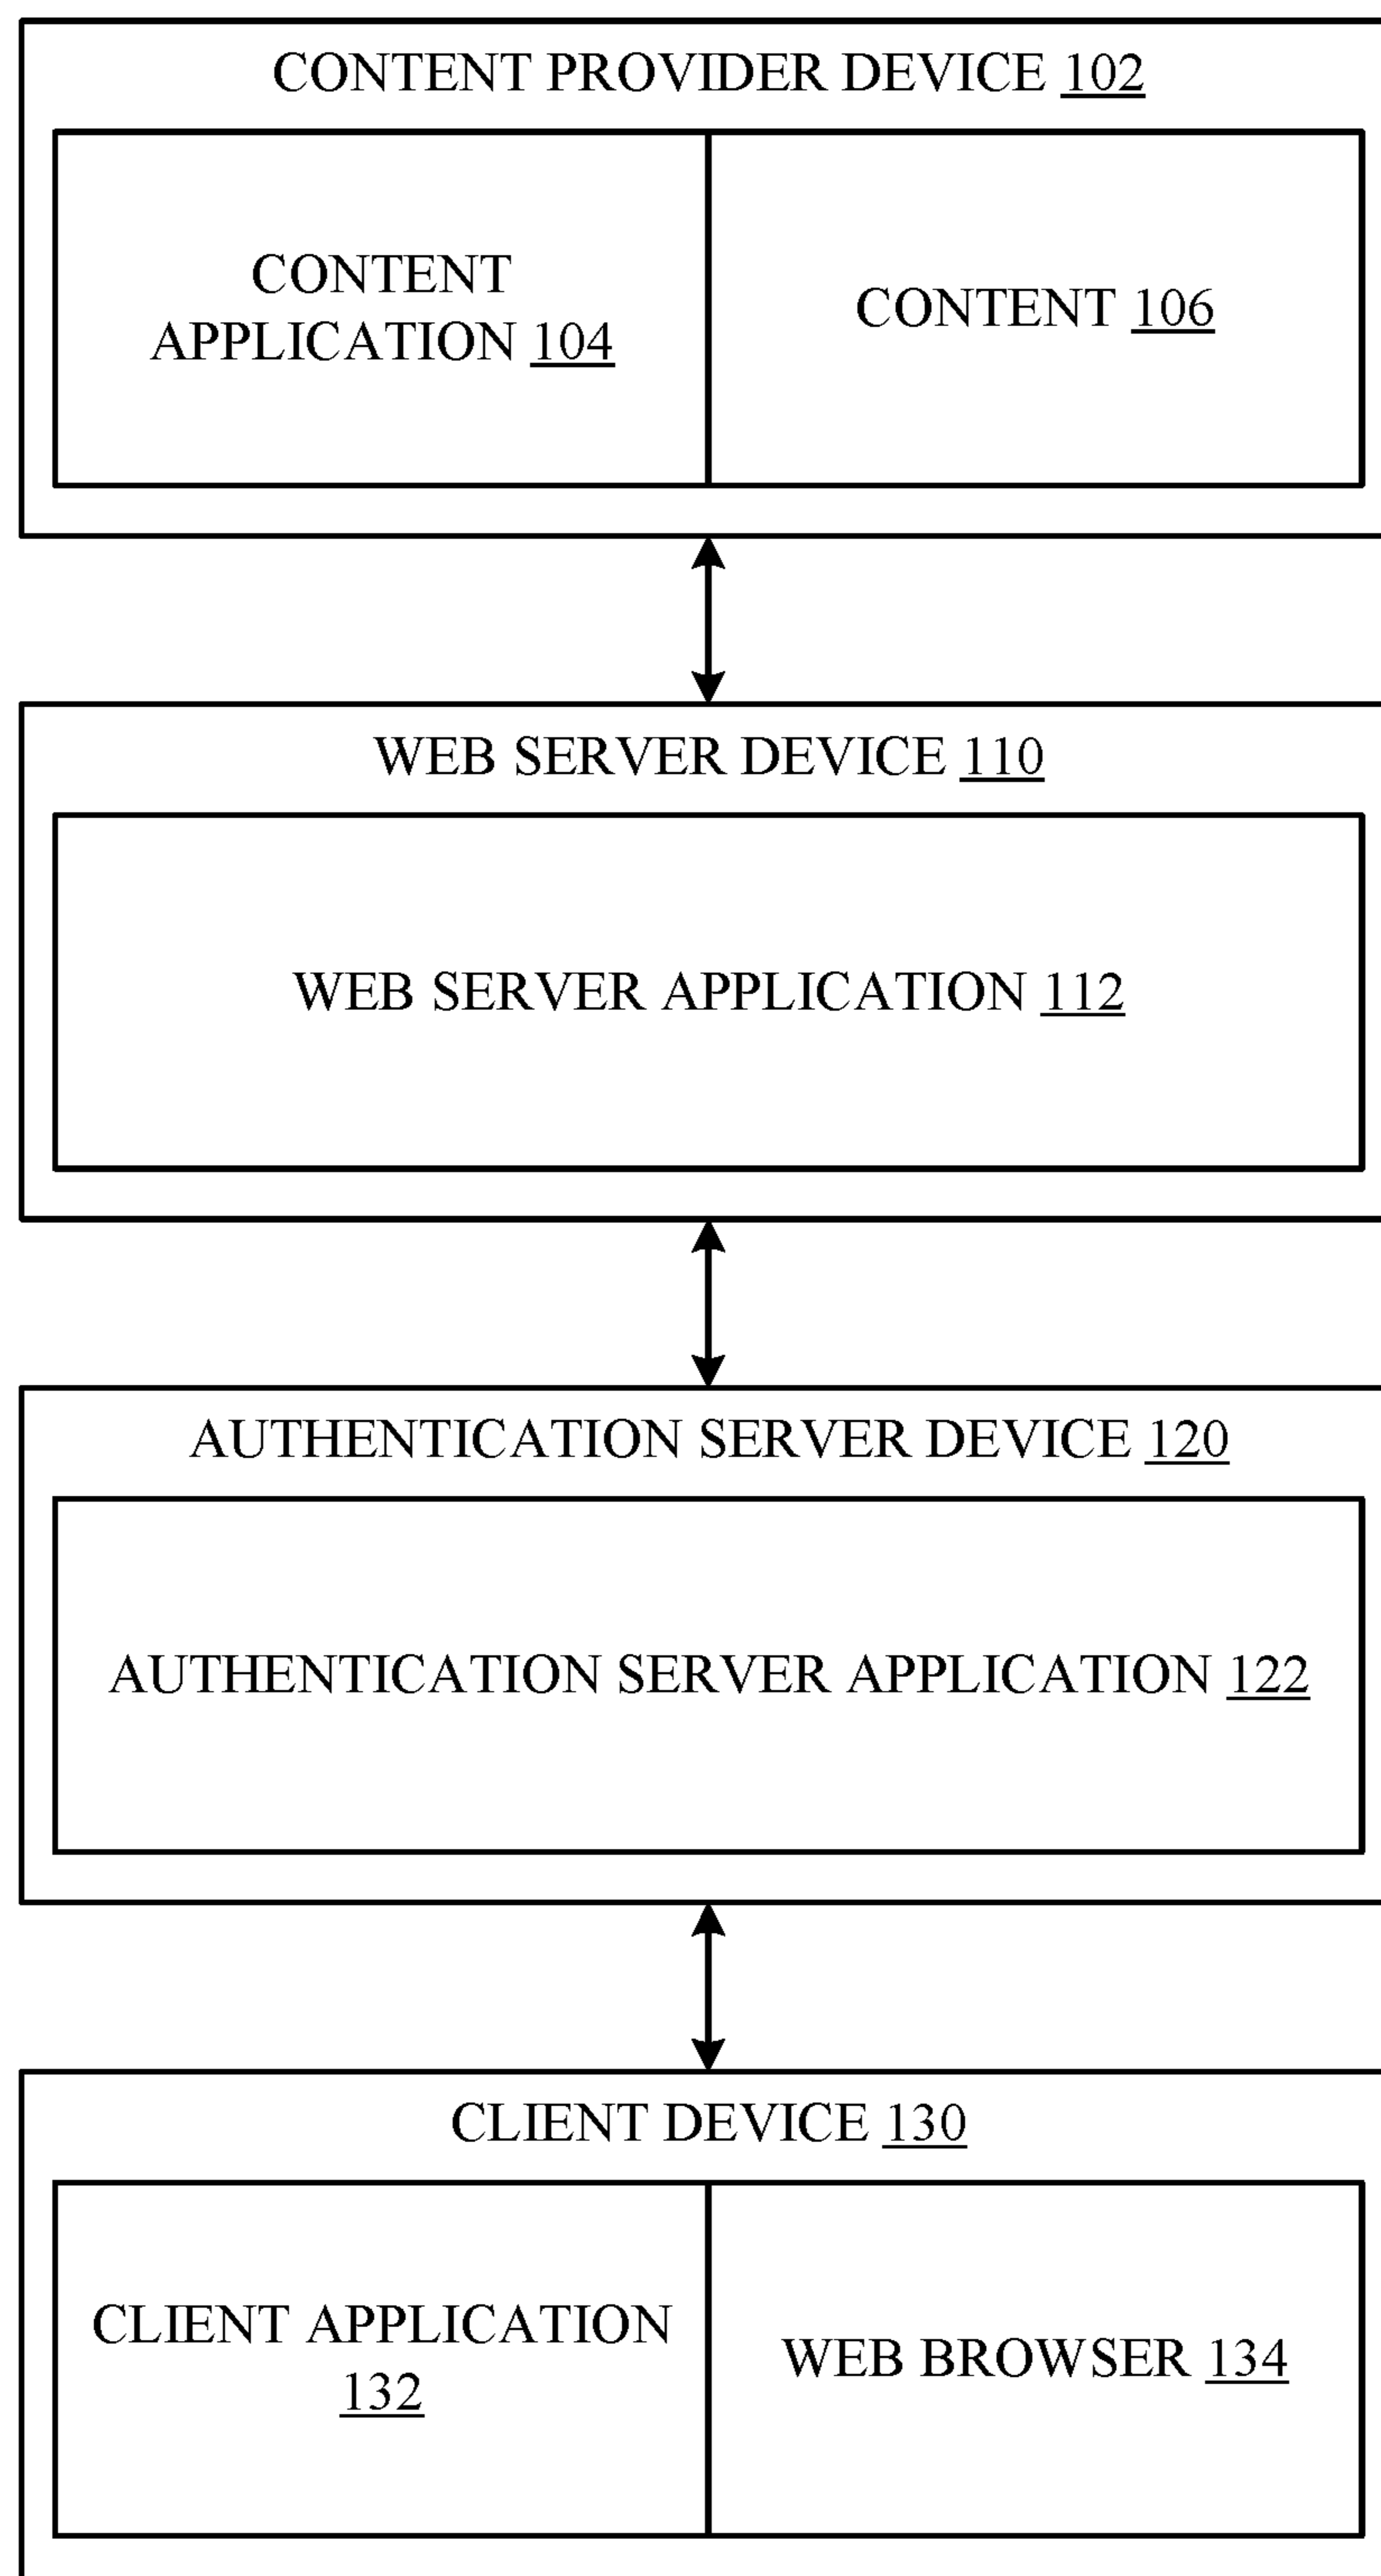 CONTENT PROVIDER DEVICE 102
CONTENT
APPLICATION 104
CONTENT 106
WEB SERVER DEVICE 110
WEB SERVER APPLICATION 112
AUTHENTICATION SERVER DEVICE 120
AUTHENTICATION SERVER APPLICATION 122
CLIENT DEVICE 130
CLIENT APPLICATION
132
WEB BROWSER 134